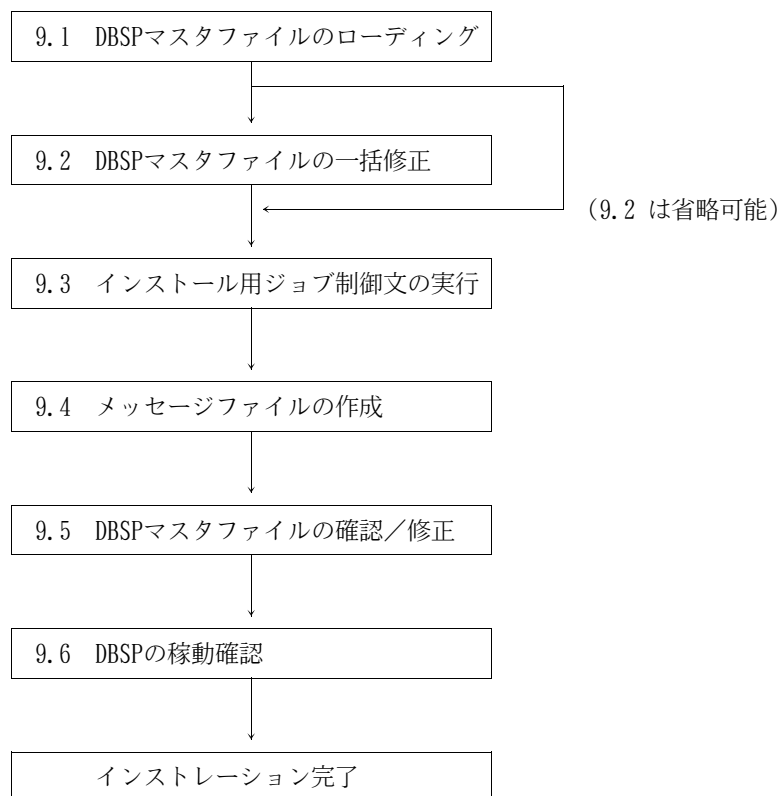 9.1 DBSPマスタファイルのローディング
9.2 DBSPマスタファイルの一括修正
(9.2 は省略可能)
9.3 インストール用ジョブ制御文の実行
9.4 メッセージファイルの作成
9.5 DBSPマスタファイルの確認／修正
9.6 DBSPの稼動確認
インストレーション完了